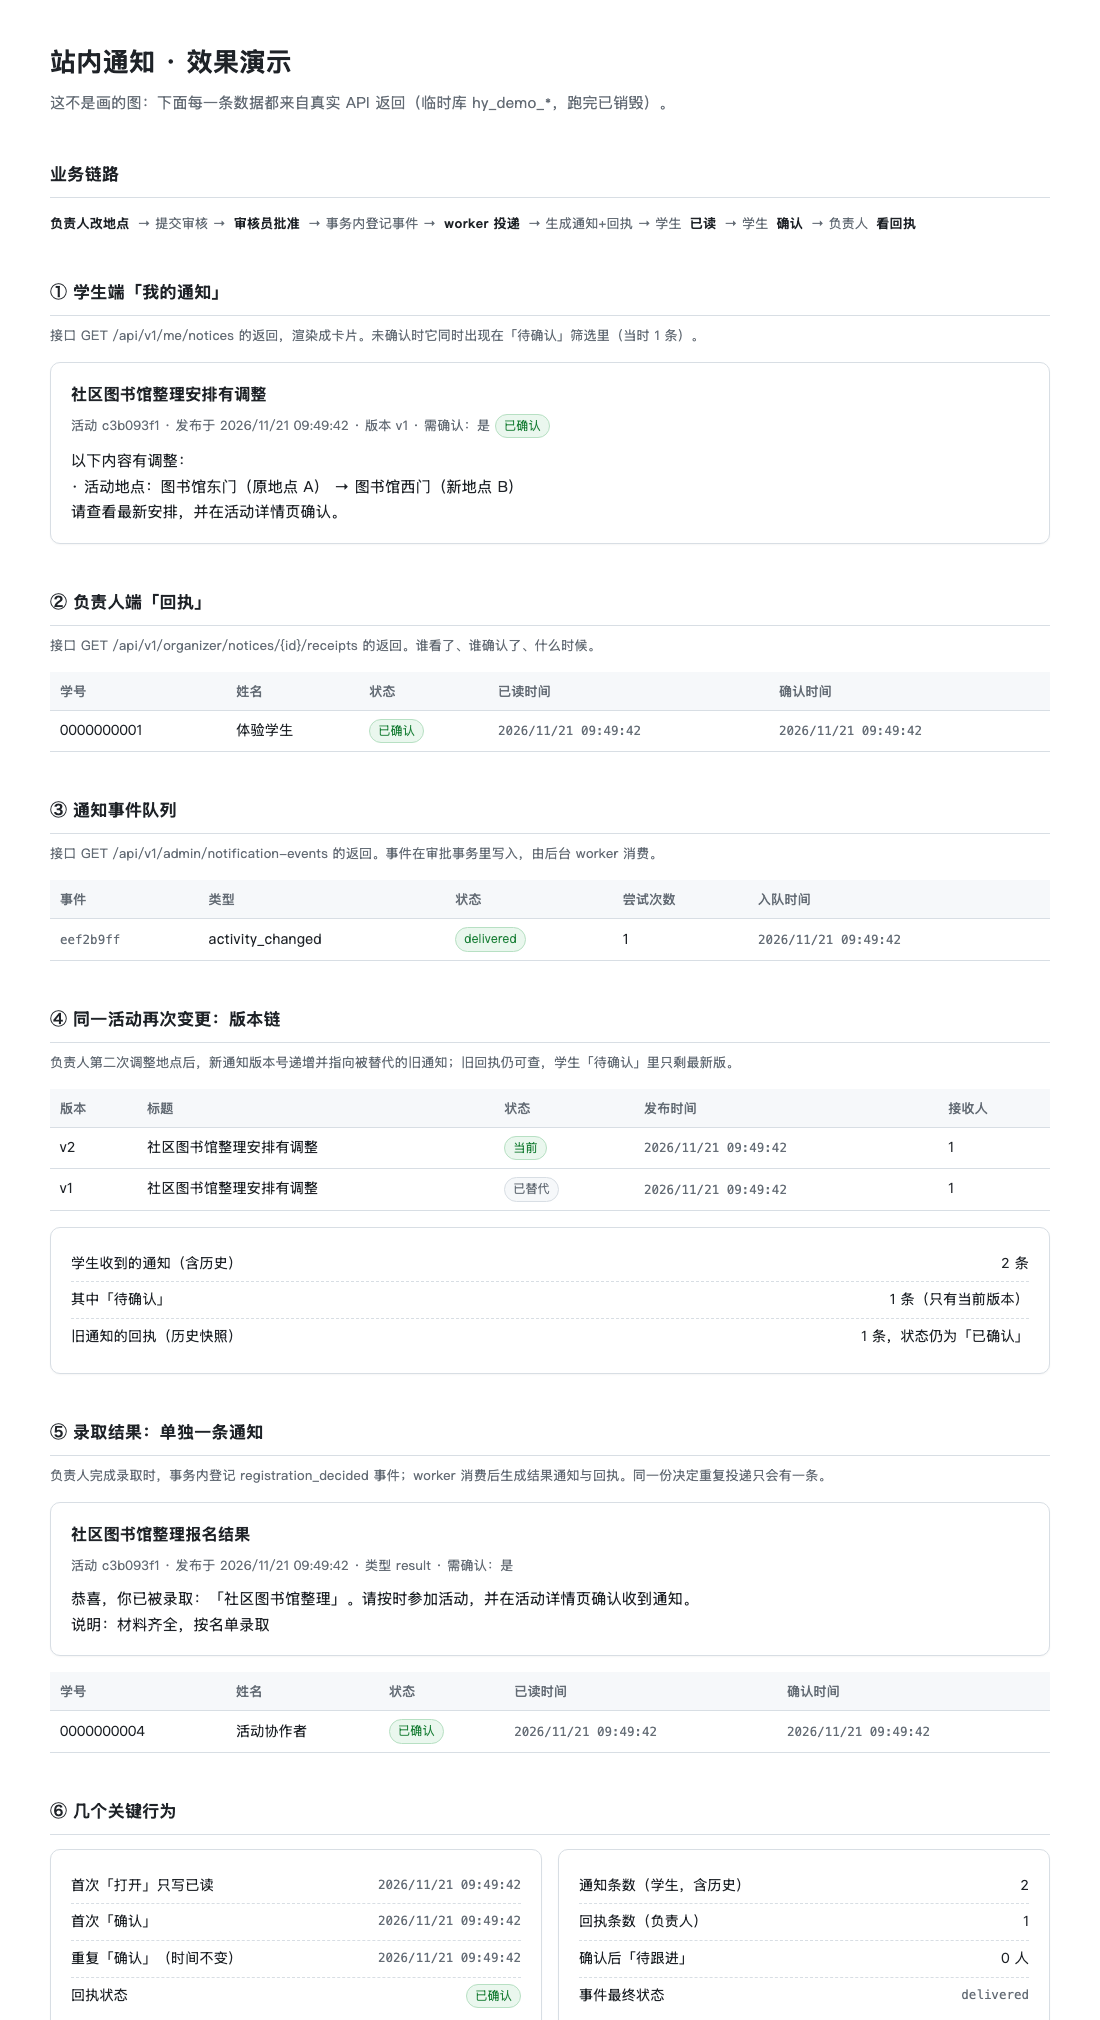 站内通知 · 效果演示
这不是画的图：下面每一条数据都来自真实 API 返回（临时库 hy_demo_*，跑完已销毁）。
业务链路
负责人改地点 → 提交审核 → 审核员批准 → 事务内登记事件 → worker 投递 → 生成通知+回执 → 学生 已读 → 学生 确认 → 负责人 看回执
① 学生端「我的通知」
接口 GET /api/v1/me/notices 的返回，渲染成卡片。未确认时它同时出现在「待确认」筛选里（当时 1 条）。
社区图书馆整理安排有调整
活动 c3b093f1 · 发布于 2026/11/21 09:49:42 · 版本 v1 · 需确认：是 已确认
以下内容有调整：
· 活动地点：图书馆东门（原地点 A） → 图书馆西门（新地点 B）
请查看最新安排，并在活动详情页确认。
② 负责人端「回执」
接口 GET /api/v1/organizer/notices/{id}/receipts 的返回。谁看了、谁确认了、什么时候。
学号 姓名 状态 已读时间 确认时间
0000000001 体验学生 已确认 2026/11/21 09:49:42 2026/11/21 09:49:42
③ 通知事件队列
接口 GET /api/v1/admin/notification-events 的返回。事件在审批事务里写入，由后台 worker 消费。
事件 类型 状态 尝试次数 入队时间
eef2b9ff activity_changed delivered 1 2026/11/21 09:49:42
④ 同一活动再次变更：版本链
负责人第二次调整地点后，新通知版本号递增并指向被替代的旧通知；旧回执仍可查，学生「待确认」里只剩最新版。
版本 标题 状态 发布时间 接收人
v2 社区图书馆整理安排有调整 当前 2026/11/21 09:49:42 1
v1 社区图书馆整理安排有调整 已替代 2026/11/21 09:49:42 1
学生收到的通知（含历史） 2 条
其中「待确认」 1 条（只有当前版本）
旧通知的回执（历史快照） 1 条，状态仍为「已确认」
⑤ 录取结果：单独一条通知
负责人完成录取时，事务内登记 registration_decided 事件；worker 消费后生成结果通知与回执。同一份决定重复投递只会有一条。
社区图书馆整理报名结果
活动 c3b093f1 · 发布于 2026/11/21 09:49:42 · 类型 result · 需确认：是
恭喜，你已被录取：「社区图书馆整理」。请按时参加活动，并在活动详情页确认收到通知。
说明：材料齐全，按名单录取
学号 姓名 状态 已读时间 确认时间
0000000004 活动协作者 已确认 2026/11/21 09:49:42 2026/11/21 09:49:42
⑥ 几个关键行为
首次「打开」只写已读 2026/11/21 09:49:42
首次「确认」 2026/11/21 09:49:42
重复「确认」（时间不变） 2026/11/21 09:49:42
回执状态 已确认
通知条数（学生，含历史） 2
回执条数（负责人） 1
确认后「待跟进」 0 人
事件最终状态 delivered